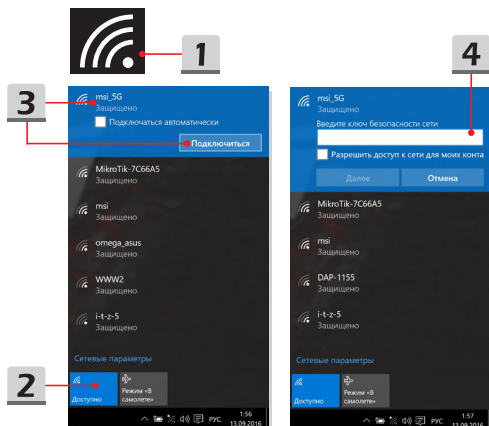 1
3
msi_5G
Защищено
Подключаться автоматически
Подключиться
MikroTik-7C66A5
Защищено
msi
Защищено
omega_asus
Защищено
WWW2
Защищено
i-t-z-5
Защищено
Сетевые параметры
2
Доступно
Режим «В
самолете»
РУС
1:56
13.09.2016
4
msi_5G
Защищено
Введите ключ безопасности сети
Разрешить доступ к сети для моих конта
Далее
Отмена
MikroTik-7C66A5
Защищено
msi
Защищено
DAP-1155
Защищено
i-t-z-5
Защищено
Сетевые параметры
Доступно
Режим «В
самолете»
РУС
1:57
13.09.2016